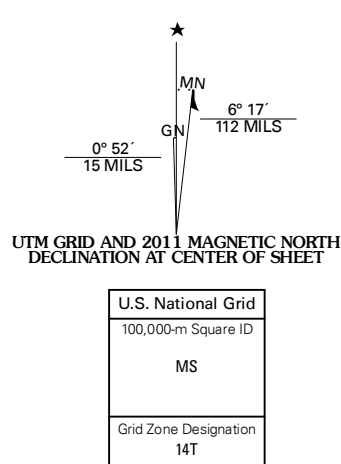 ★
MN
GN
6° 17´
112 MILS
0° 52´
15 MILS
UTM GRID AND 2011 MAGNETIC NORTH
DECLINATION AT CENTER OF SHEET
U.S. National Grid
100,000-m Square ID
MS
Grid Zone Designation
14T